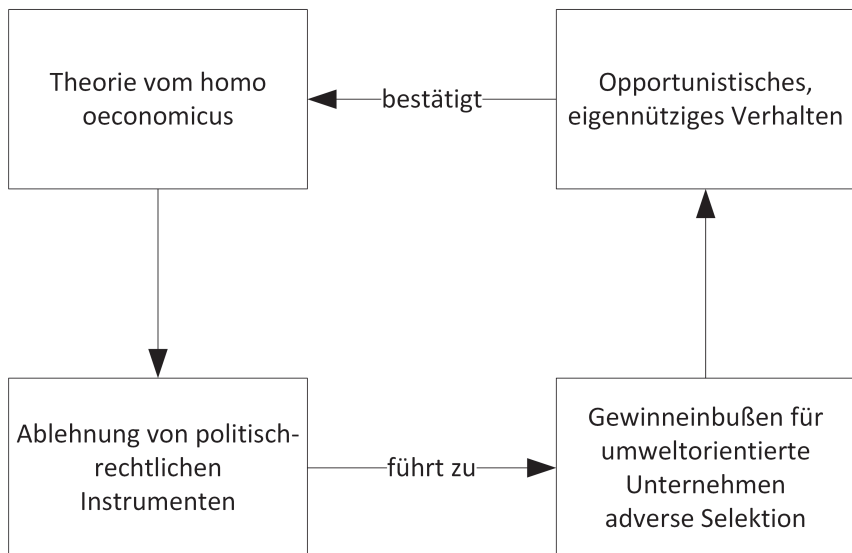 Theorie vom homo
oeconomicus
bestätigt
Opportunistisches,
eigennütziges Verhalten
Ablehnung von politisch-
rechtlichen
Instrumenten
führt zu
Gewinneinbußen für
umweltorientierte
Unternehmen
adverse Selektion